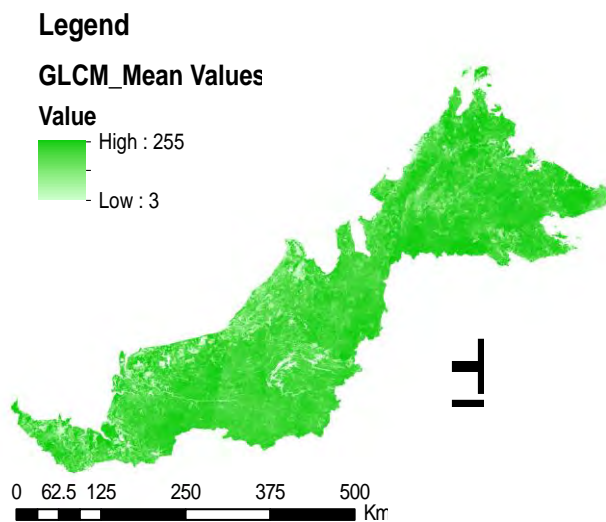 Legend
GLCM_Mean Values
Value
High : 255
Low : 3
0 62.5 125 250 375 500
Km